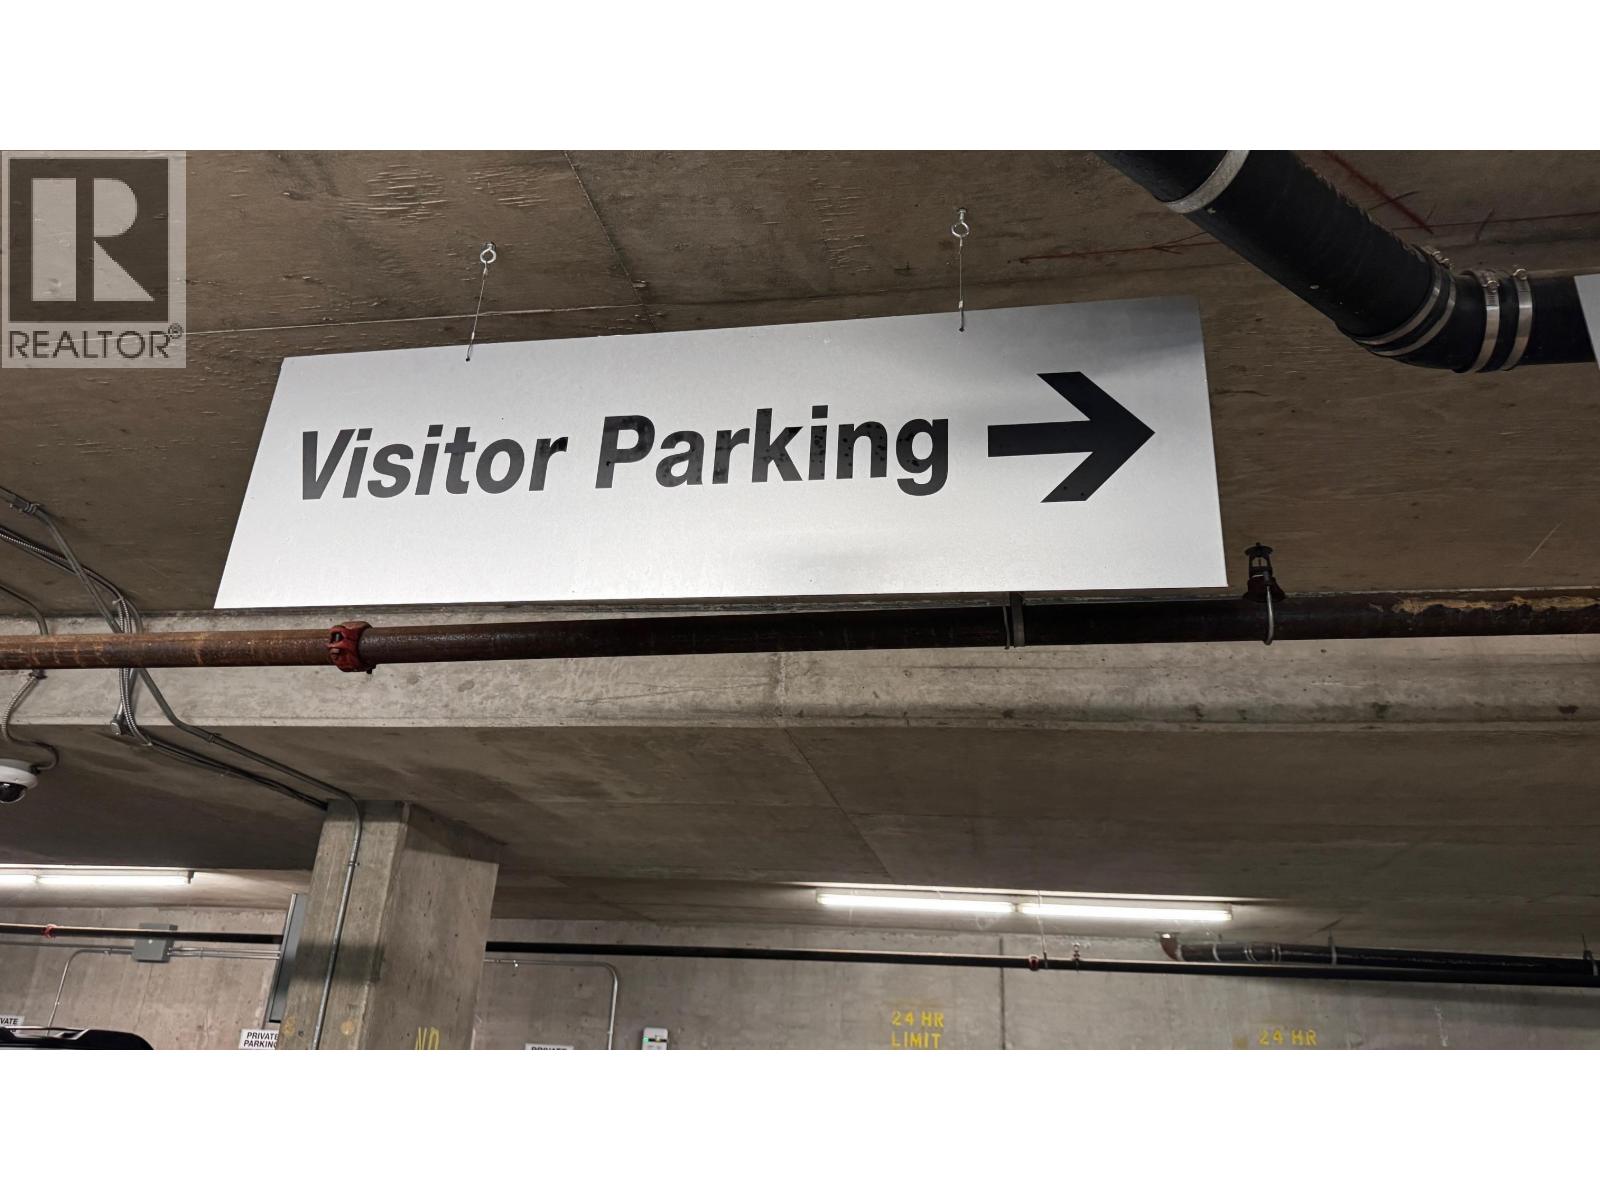 R
REALTOR®
Visitor Parking
24 HR
LIMIT
24 HR
PRIVATE
PARKING